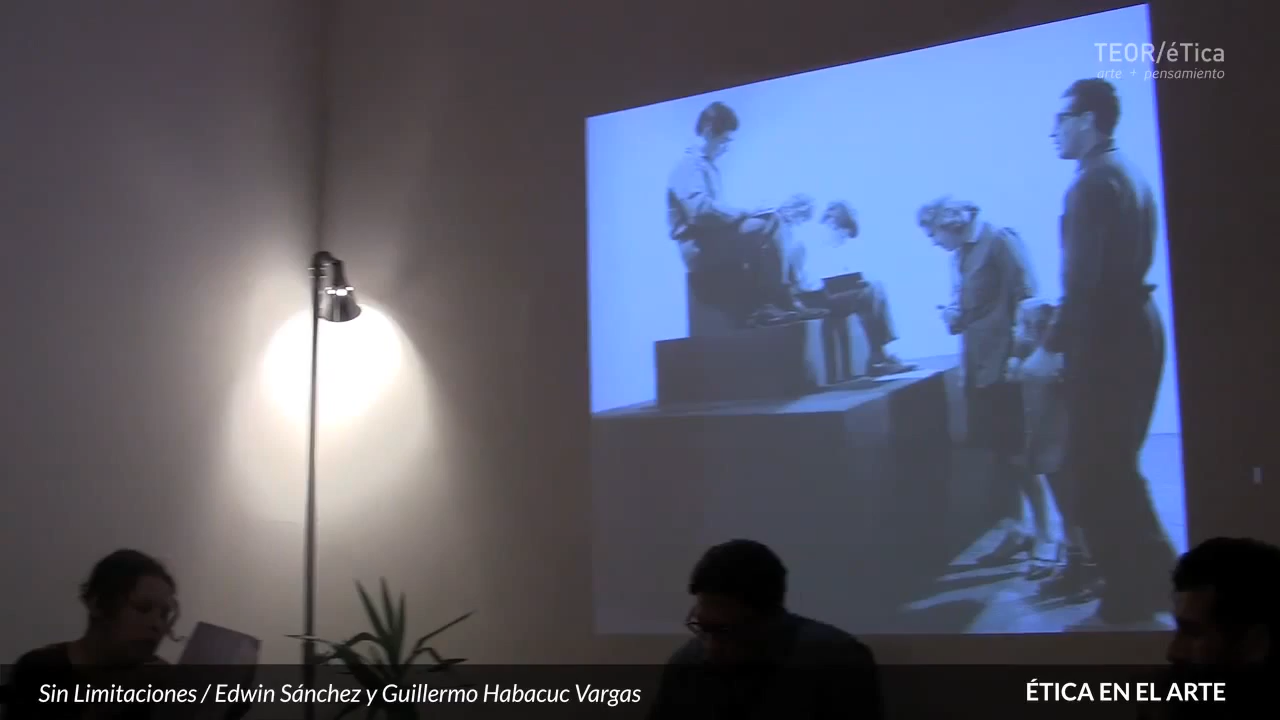 TEOR/éTica
arte + pensamiento
Sin Limitaciones / Edwin Sánchez y Guillermo Habacuc Vargas
ÉTICA EN EL ARTE